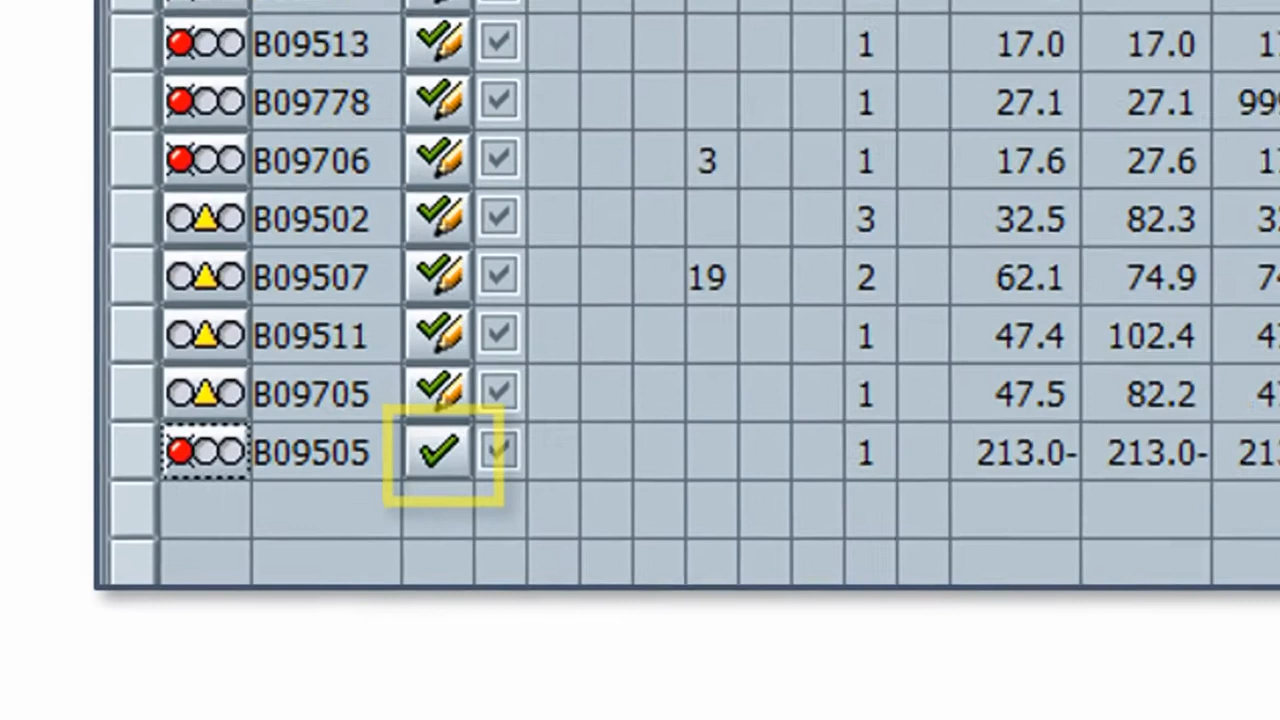 B09513 1 17.0 17.0
B09778 1 27.1 27.1
B09706 3 1 17.6 27.6
B09502 3 32.5 82.3
B09507 19 2 62.1 74.9
B09511 1 47.4 102.4
B09705 1 47.5 82.2
B09505 1 213.0- 213.0-